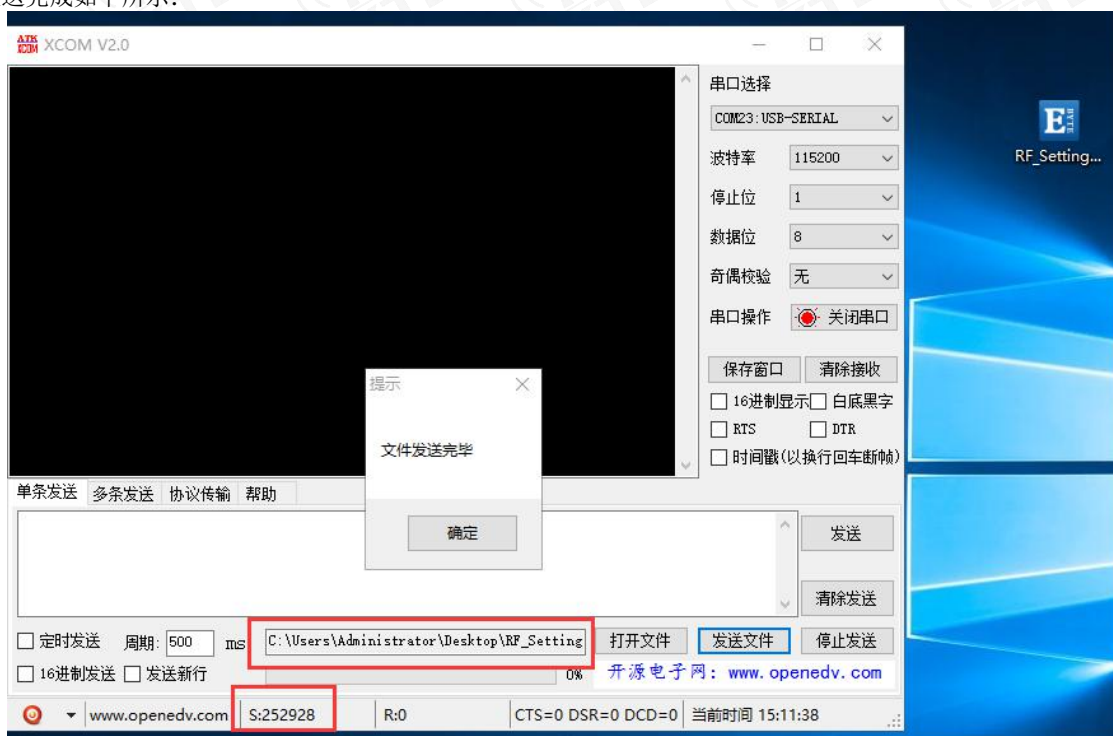 送完成如下所示：
ATK XCOM
XCOM V2.0
串口选择
COM23:USB-SERIAL
波特率 115200
停止位 1
数据位 8
奇偶校验 无
串口操作 关闭串口
保存窗口 清除接收
16进制显示 白底黑字
RTS DTR
时间戳(以换行回车断帧)
E BYTE
RF_Setting...
提示
文件发送完毕
确定
单条发送 多条发送 协议传输 帮助
发送
清除发送
定时发送 周期: 500 ms C:\Users\Administrator\Desktop\RF_Setting 打开文件 发送文件 停止发送
16进制发送 发送新行 0% 开源电子网：www.openedv.com
www.openedv.com S:252928 R:0 CTS=0 DSR=0 DCD=0 当前时间 15:11:38